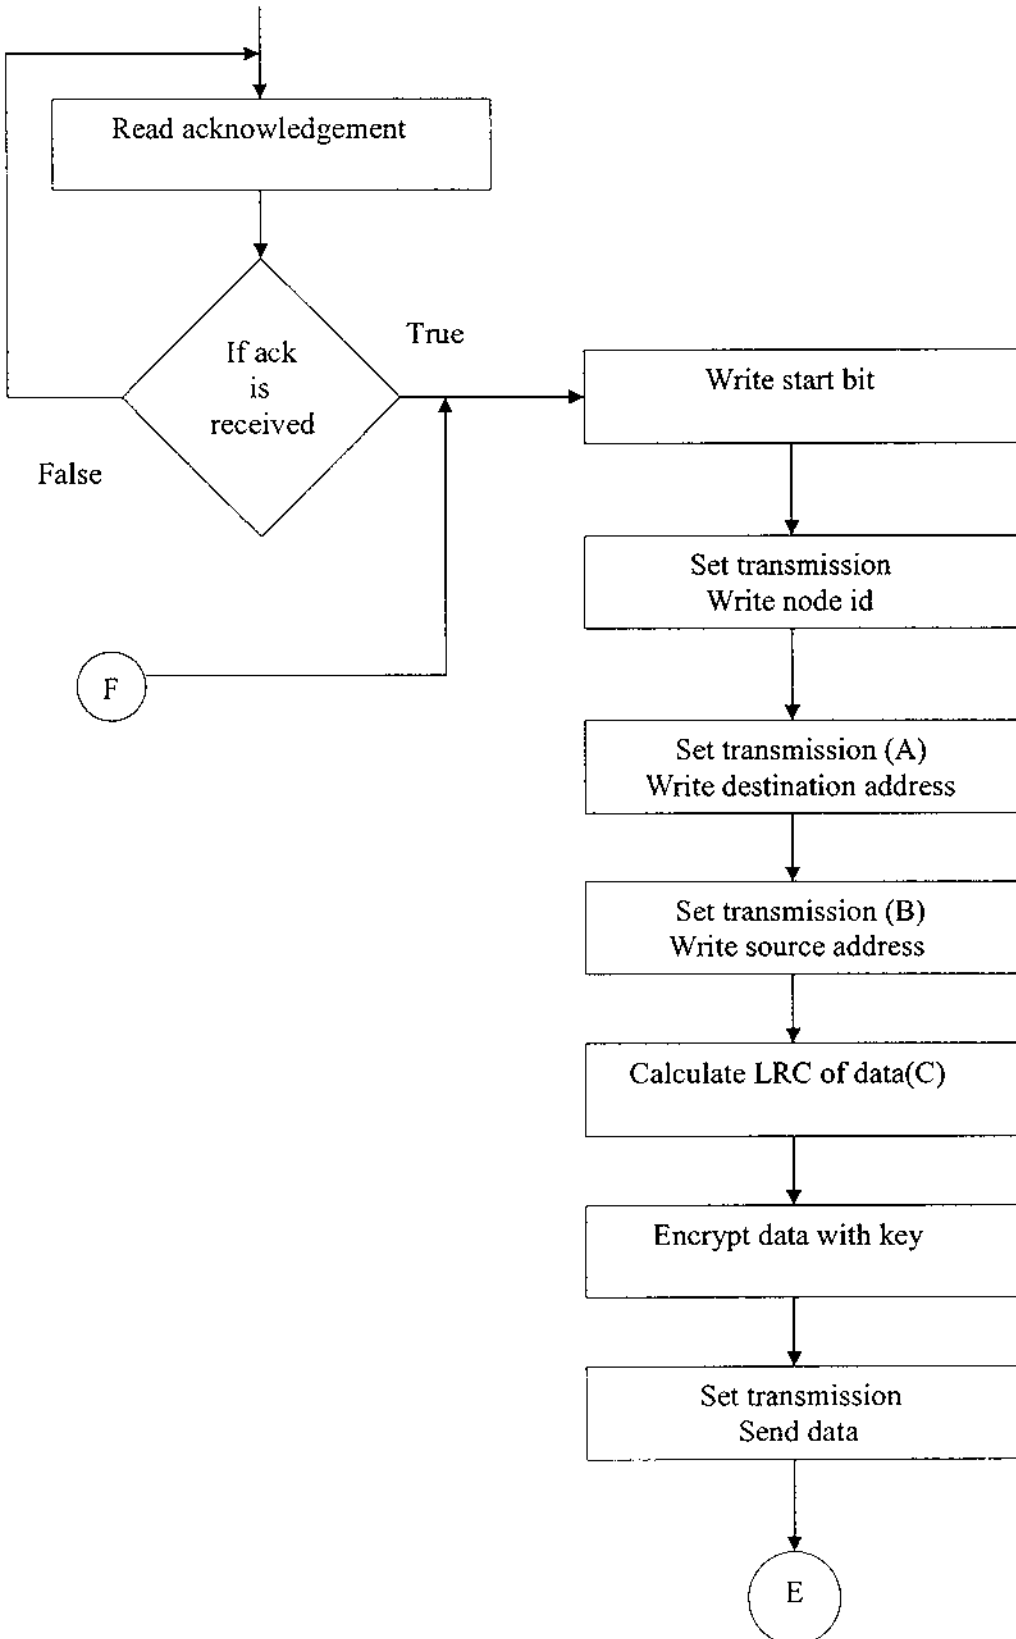 Read acknowledgement
If ack
is
received
True
False
F
Write start bit
Set transmission
Write node id
Set transmission (A)
Write destination address
Set transmission (B)
Write source address
Calculate LRC of data(C)
Encrypt data with key
Set transmission
Send data
E